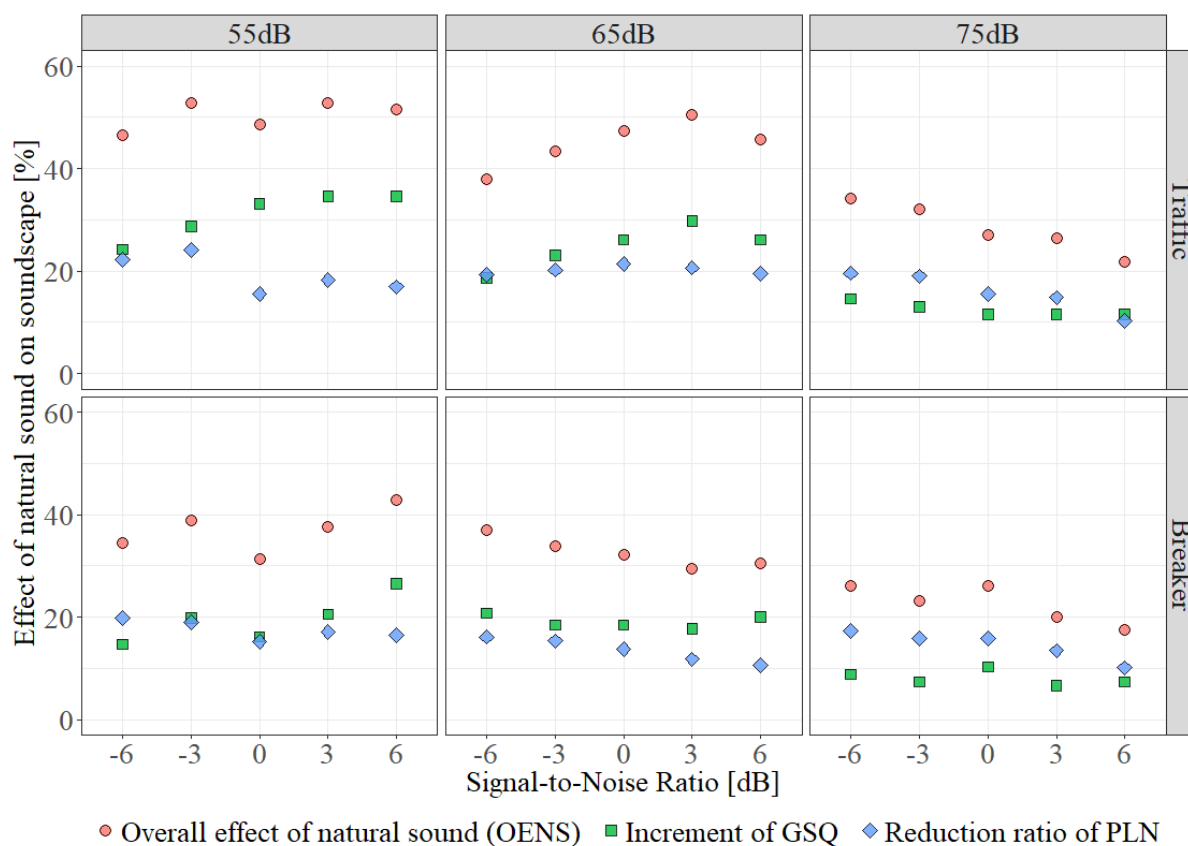 55dB 65dB 75dB
Effect of natural sound on soundscape [%]
60
40
20
0
Traffic
60
40
20
0
Breaker
-6 -3 0 3 6 -6 -3 0 3 6 -6 -3 0 3 6
Signal-to-Noise Ratio [dB]
Overall effect of natural sound (OENS) Increment of GSQ Reduction ratio of PLN